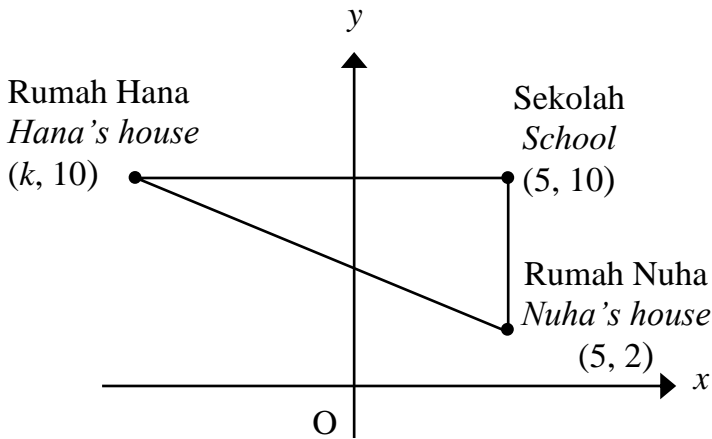 y
Rumah Hana
Hana's house
(k, 10)
Sekolah
School
(5, 10)
Rumah Nuha
Nuha's house
(5, 2)
x
O